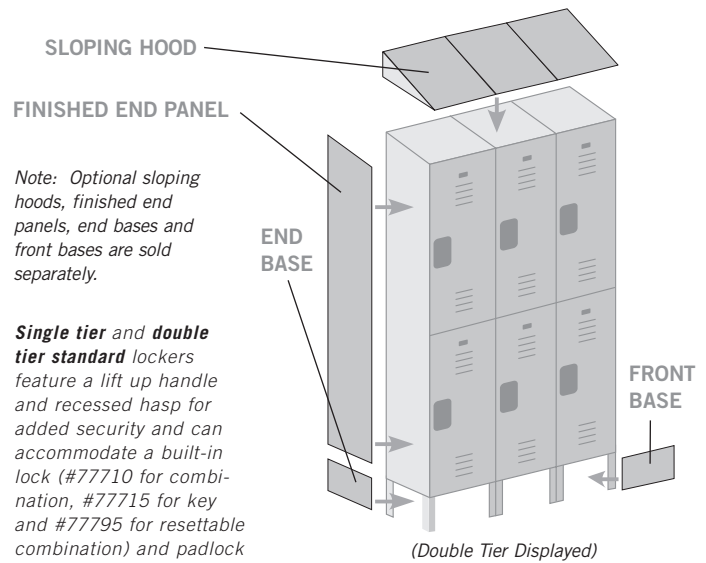 SLOPING HOOD
FINISHED END PANEL
Note: Optional sloping
hoods, finished end
panels, end bases and
front bases are sold
separately.
END
BASE
Single tier and double
tier standard lockers
feature a lift up handle
and recessed hasp for
added security and can
accommodate a built-in
lock (#77710 for combi-
nation, #77715 for key
and #77795 for resettable
combination) and padlock
FRONT
BASE
(Double Tier Displayed)